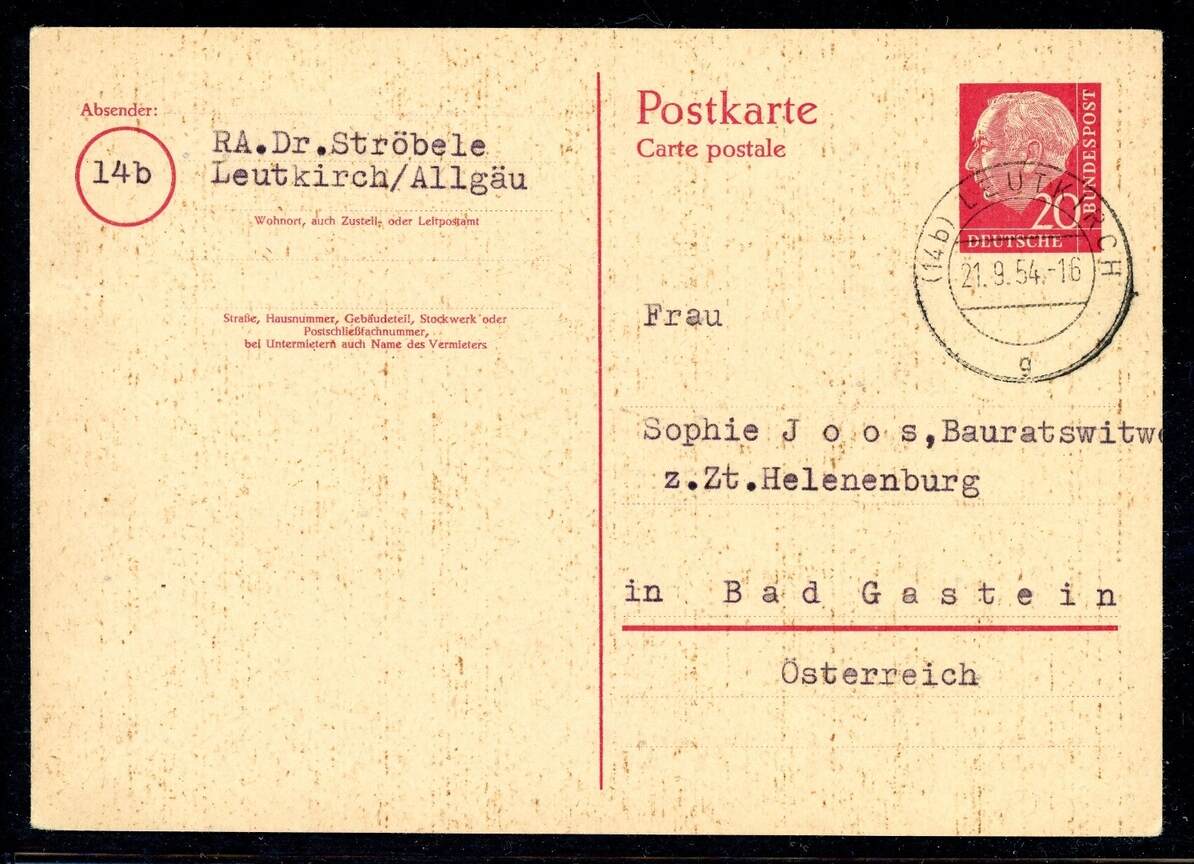 Absender:
14b
RA.Dr.Ströbele
Leutkirch/Allgäu
Wohnort, auch Zustell- oder Leitpostamt
Straße, Hausnummer, Gebäudeteil, Stockwerk oder
Postschließfachnummer,
bei Untermietern auch Name des Vermieters
Postkarte
Carte postale
20
DEUTSCHE
BUNDESPOST
(14b) LEUTKIRCH
21.9.54.-16
g
Frau
Sophie J o o s,Bauratswitwe
z.Zt.Helenenburg
in B a d G a s t e i n
Österreich